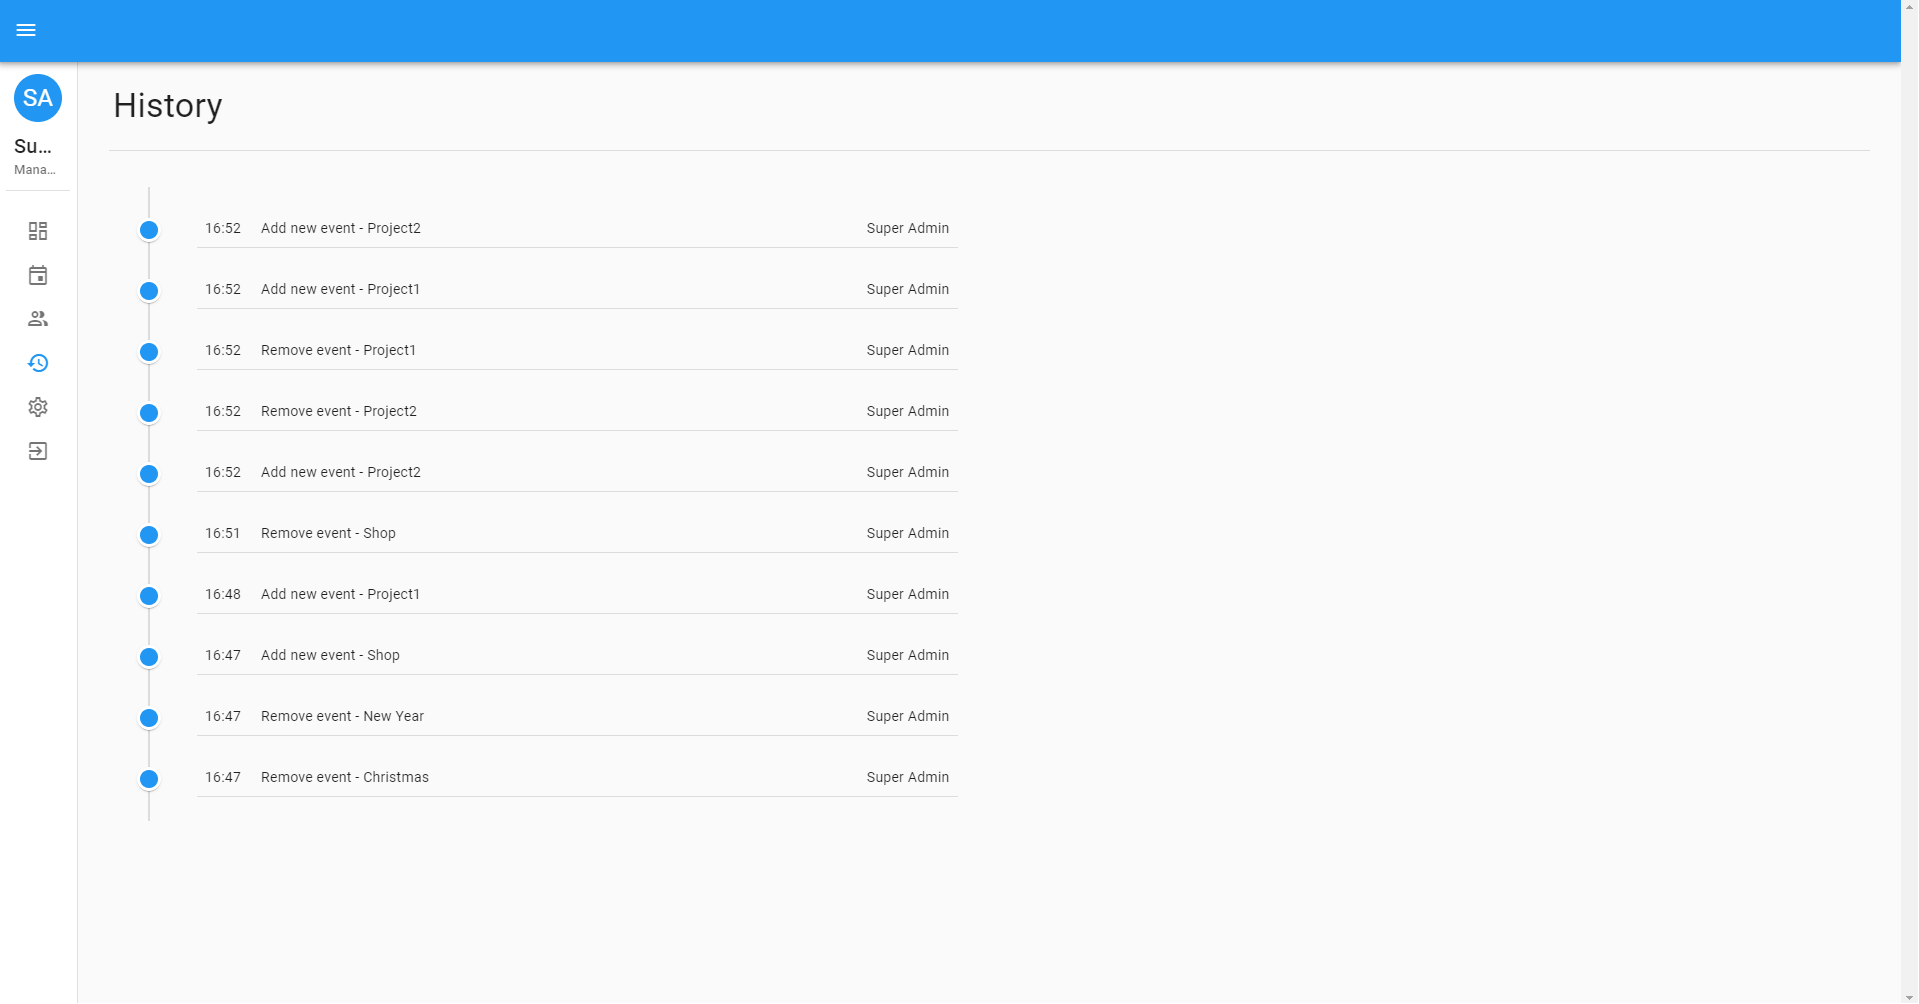 SA
Su...
Mana...
History
16:52 Add new event - Project2 Super Admin
16:52 Add new event - Project1 Super Admin
16:52 Remove event - Project1 Super Admin
16:52 Remove event - Project2 Super Admin
16:52 Add new event - Project2 Super Admin
16:51 Remove event - Shop Super Admin
16:48 Add new event - Project1 Super Admin
16:47 Add new event - Shop Super Admin
16:47 Remove event - New Year Super Admin
16:47 Remove event - Christmas Super Admin